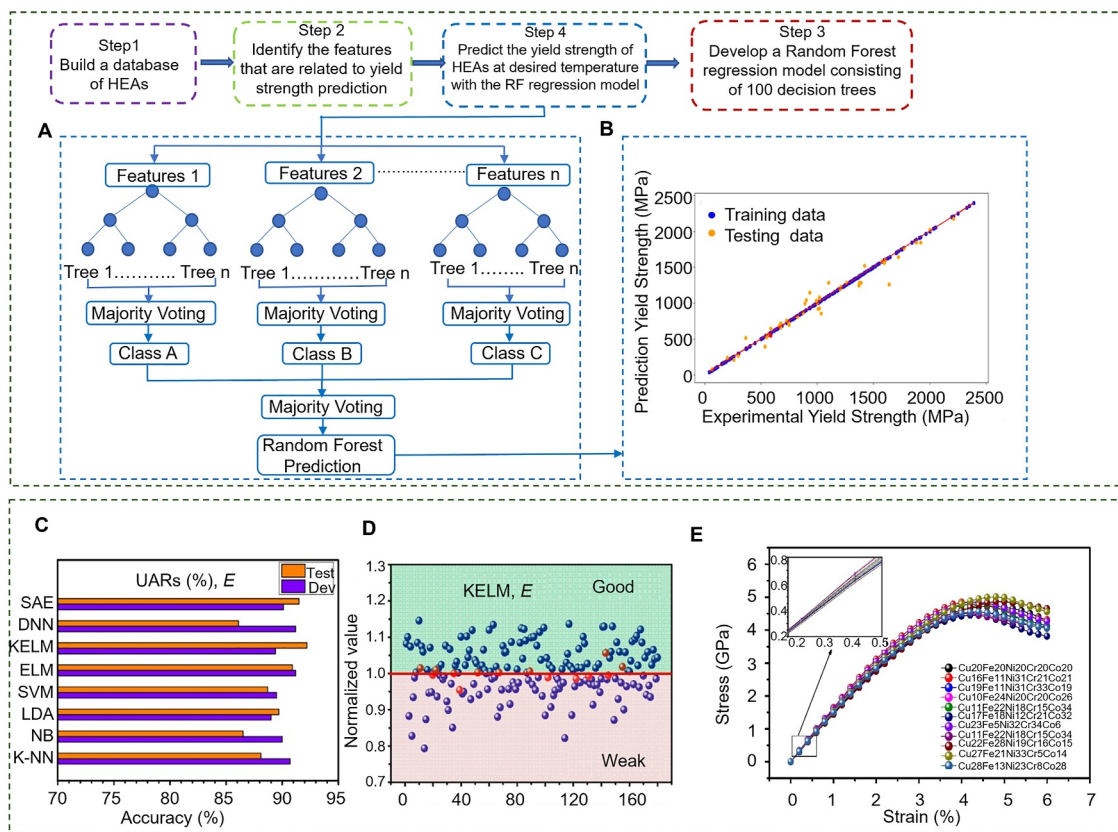 Step1
Build a database
of HEAs
Step 2
Identify the features
that are related to yield
strength prediction
Step 4
Predict the yield strength of
HEAs at desired temperature
with the RF regression model
Step 3
Develop a Random Forest
regression model consisting
of 100 decision trees
A
Features 1
Features 2
Features n
Tree 1........... Tree n
Tree 1............Tree n
Tree 1....... Tree n
Majority Voting
Majority Voting
Majority Voting
Class A
Class B
Class C
Majority Voting
Random Forest
Prediction
B
Prediction Yield Strength (MPa)
2500
2000
1500
1000
500
0
Training data
Testing data
0 500 1000 1500 2000 2500
Experimental Yield Strength (MPa)
C
UARs (%), E
Test
Dev
SAE
DNN
KELM
ELM
SVM
LDA
NB
K-NN
70 75 80 85 90 95
Accuracy (%)
D
Normalized value
1.3
1.2
1.1
1.0
0.9
0.8
0.7
KELM, E
Good
Weak
0 40 80 120 160
E
Stress (GPa)
6
5
4
3
2
1
0
0.8
0.6
0.4
0.2
0.2 0.3 0.4 0.5
Cu20Fe20Ni20Cr20Co20
Cu16Fe11Ni31Cr21Co21
Cu19Fe11Ni31Cr33Co19
Cu10Fe24Ni20Cr20Co26
Cu11Fe22Ni18Cr15Co34
Cu17Fe18Ni12Cr21Co32
Cu23Fe5Ni32Cr34Co6
Cu11Fe22Ni18Cr15Co34
Cu22Fe28Ni19Cr16Co15
Cu27Fe21Ni33Cr5Co14
Cu28Fe13Ni23Cr8Co28
0 1 2 3 4 5 6 7
Strain (%)